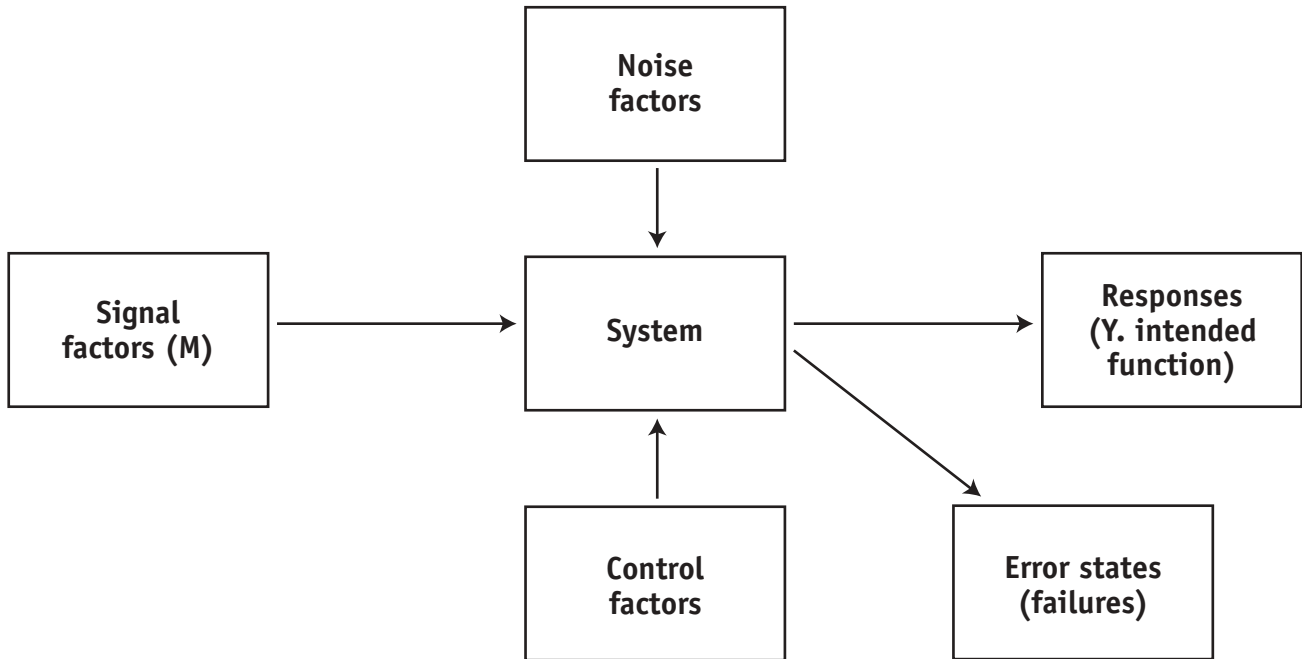 Noise
factors
Signal
factors (M)
System
Responses
(Y. intended
function)
Control
factors
Error states
(failures)